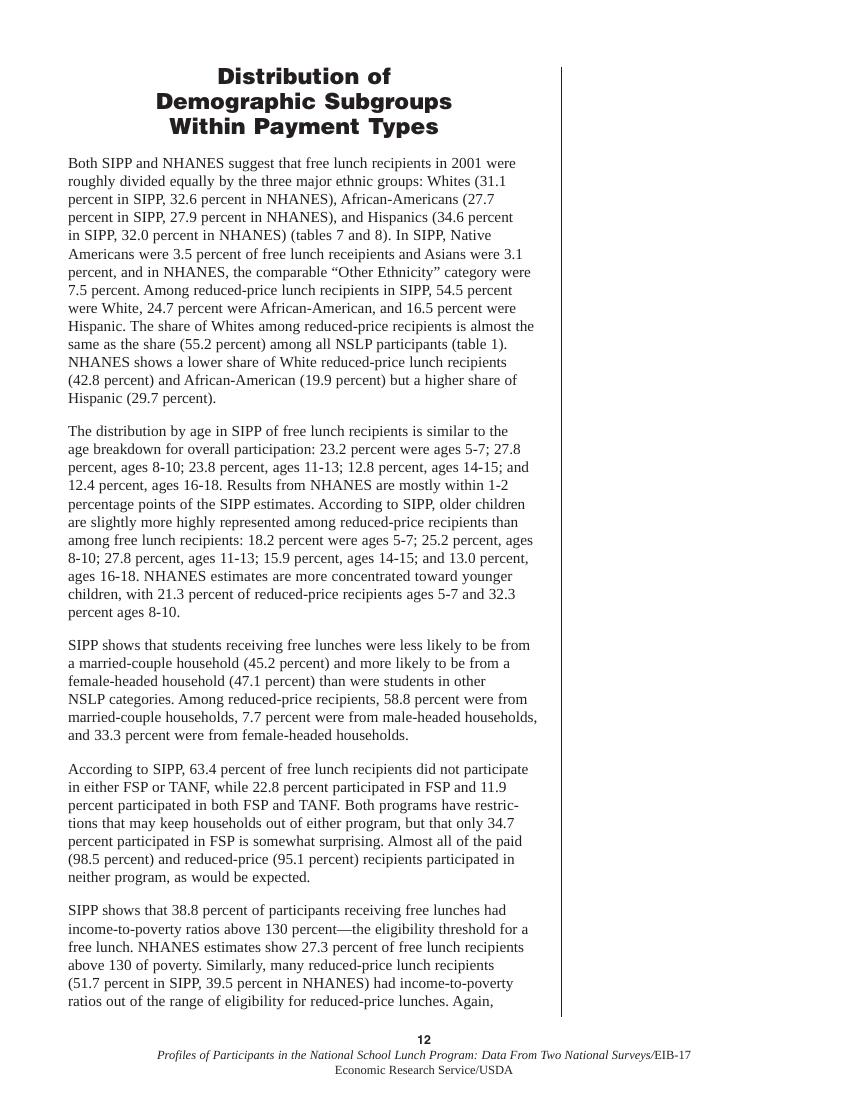 Distribution of
Demographic Subgroups
Within Payment Types
Both SIPP and NHANES suggest that free lunch recipients in 2001 were
roughly divided equally by the three major ethnic groups: Whites (31.1
percent in SIPP, 32.6 percent in NHANES), African-Americans (27.7
percent in SIPP, 27.9 percent in NHANES), and Hispanics (34.6 percent
in SIPP, 32.0 percent in NHANES) (tables 7 and 8). In SIPP, Native
Americans were 3.5 percent of free lunch receipients and Asians were 3.1
percent, and in NHANES, the comparable “Other Ethnicity” category were
7.5 percent. Among reduced-price lunch recipients in SIPP, 54.5 percent
were White, 24.7 percent were African-American, and 16.5 percent were
Hispanic. The share of Whites among reduced-price recipients is almost the
same as the share (55.2 percent) among all NSLP participants (table 1).
NHANES shows a lower share of White reduced-price lunch recipients
(42.8 percent) and African-American (19.9 percent) but a higher share of
Hispanic (29.7 percent).
The distribution by age in SIPP of free lunch recipients is similar to the
age breakdown for overall participation: 23.2 percent were ages 5-7; 27.8
percent, ages 8-10; 23.8 percent, ages 11-13; 12.8 percent, ages 14-15; and
12.4 percent, ages 16-18. Results from NHANES are mostly within 1-2
percentage points of the SIPP estimates. According to SIPP, older children
are slightly more highly represented among reduced-price recipients than
among free lunch recipients: 18.2 percent were ages 5-7; 25.2 percent, ages
8-10; 27.8 percent, ages 11-13; 15.9 percent, ages 14-15; and 13.0 percent,
ages 16-18. NHANES estimates are more concentrated toward younger
children, with 21.3 percent of reduced-price recipients ages 5-7 and 32.3
percent ages 8-10.
SIPP shows that students receiving free lunches were less likely to be from
a married-couple household (45.2 percent) and more likely to be from a
female-headed household (47.1 percent) than were students in other
NSLP categories. Among reduced-price recipients, 58.8 percent were from
married-couple households, 7.7 percent were from male-headed households,
and 33.3 percent were from female-headed households.
According to SIPP, 63.4 percent of free lunch recipients did not participate
in either FSP or TANF, while 22.8 percent participated in FSP and 11.9
percent participated in both FSP and TANF. Both programs have restric-
tions that may keep households out of either program, but that only 34.7
percent participated in FSP is somewhat surprising. Almost all of the paid
(98.5 percent) and reduced-price (95.1 percent) recipients participated in
neither program, as would be expected.
SIPP shows that 38.8 percent of participants receiving free lunches had
income-to-poverty ratios above 130 percent—the eligibility threshold for a
free lunch. NHANES estimates show 27.3 percent of free lunch recipients
above 130 of poverty. Similarly, many reduced-price lunch recipients
(51.7 percent in SIPP, 39.5 percent in NHANES) had income-to-poverty
ratios out of the range of eligibility for reduced-price lunches. Again,
12
Profiles of Participants in the National School Lunch Program: Data From Two National Surveys/EIB-17
Economic Research Service/USDA